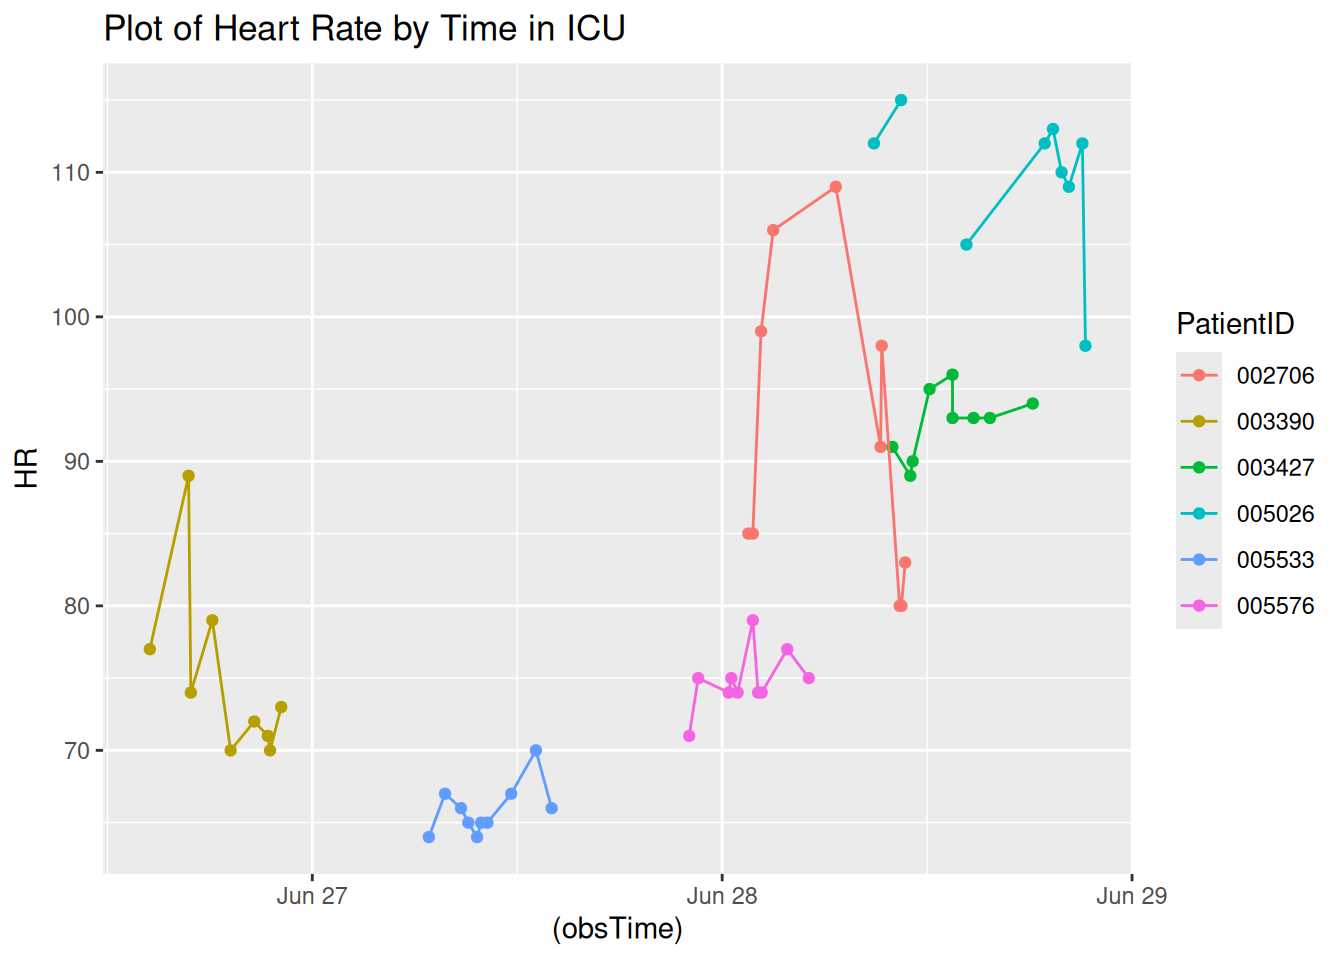 Plot of Heart Rate by Time in ICU
HR
110
100
90
80
70
Jun 27
Jun 28
Jun 29
(obsTime)
PatientID
002706
003390
003427
005026
005533
005576